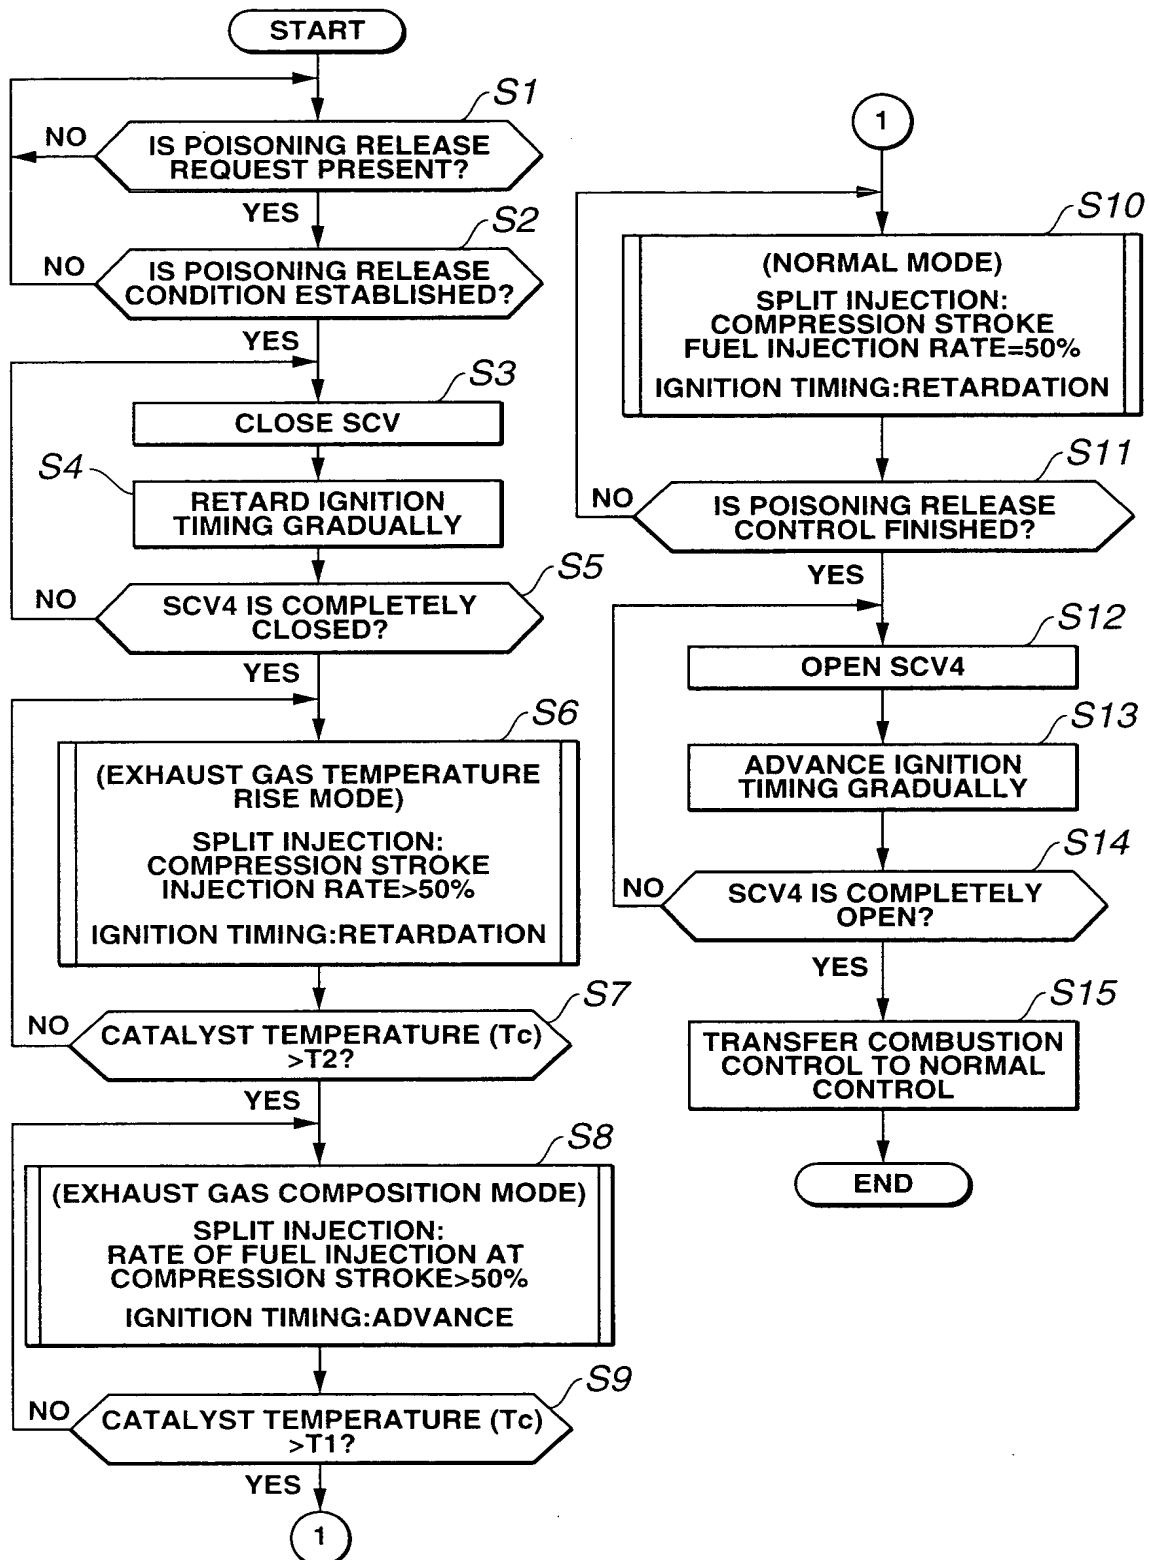 START
S1
IS POISONING RELEASE
REQUEST PRESENT?
NO
YES
S2
IS POISONING RELEASE
CONDITION ESTABLISHED?
NO
YES
S3
CLOSE SCV
S4
RETARD IGNITION
TIMING GRADUALLY
S5
SCV4 IS COMPLETELY
CLOSED?
NO
YES
S6
(EXHAUST GAS TEMPERATURE
RISE MODE)
SPLIT INJECTION:
COMPRESSION STROKE
INJECTION RATE>50%
IGNITION TIMING:RETARDATION
S7
CATALYST TEMPERATURE (Tc)
>T2?
NO
YES
S8
(EXHAUST GAS COMPOSITION MODE)
SPLIT INJECTION:
RATE OF FUEL INJECTION AT
COMPRESSION STROKE>50%
IGNITION TIMING:ADVANCE
S9
CATALYST TEMPERATURE (Tc)
>T1?
NO
YES
1
1
S10
(NORMAL MODE)
SPLIT INJECTION:
COMPRESSION STROKE
FUEL INJECTION RATE=50%
IGNITION TIMING:RETARDATION
S11
IS POISONING RELEASE
CONTROL FINISHED?
NO
YES
S12
OPEN SCV4
S13
ADVANCE IGNITION
TIMING GRADUALLY
S14
SCV4 IS COMPLETELY
OPEN?
NO
YES
S15
TRANSFER COMBUSTION
CONTROL TO NORMAL
CONTROL
END